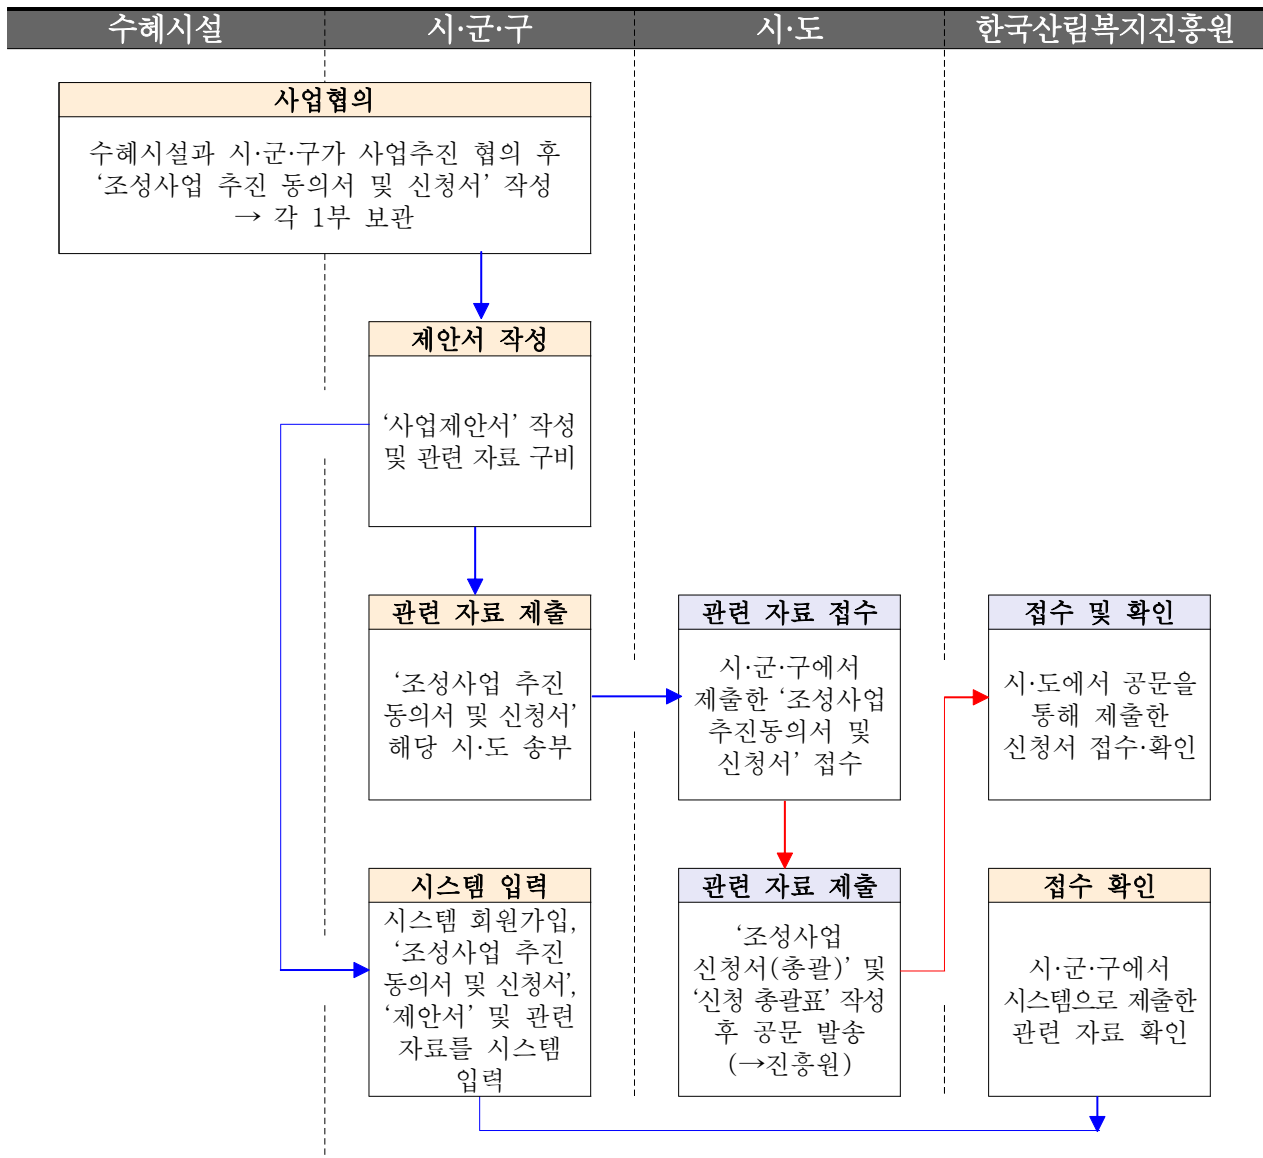 수혜시설
시·군·구
시·도
한국산림복지진흥원
사업협의
수혜시설과 시·군·구가 사업추진 협의 후
‘조성사업 추진 동의서 및 신청서’ 작성
→ 각 1부 보관
제안서 작성
‘사업제안서’ 작성
및 관련 자료 구비
관련 자료 제출
‘조성사업 추진
동의서 및 신청서’
해당 시·도 송부
관련 자료 접수
시·군·구에서
제출한 ‘조성사업
추진동의서 및
신청서’ 접수
접수 및 확인
시·도에서 공문을
통해 제출한
신청서 접수·확인
시스템 입력
시스템 회원가입,
‘조성사업 추진
동의서 및 신청서’,
‘제안서’ 및 관련
자료를 시스템
입력
관련 자료 제출
‘조성사업
신청서(총괄)’ 및
‘신청 총괄표’ 작성
후 공문 발송
(→진흥원)
접수 확인
시·군·구에서
시스템으로 제출한
관련 자료 확인